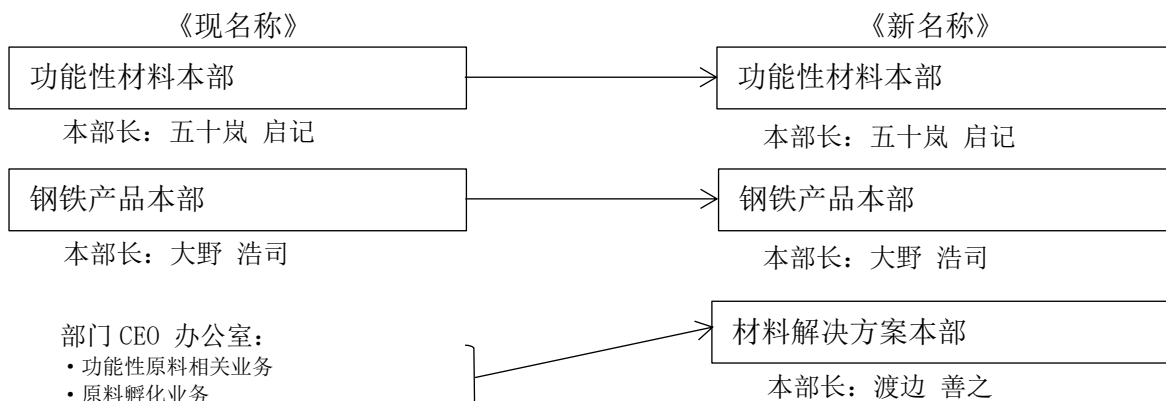 《现名称》 《新名称》
功能性材料本部 功能性材料本部
本部长：五十岚 启记 本部长：五十岚 启记
钢铁产品本部 钢铁产品本部
本部长：大野 浩司 本部长：大野 浩司
部门 CEO 办公室：
材料解决方案本部
・功能性原料相关业务
・原料孵化业务
本部长：渡边 善之